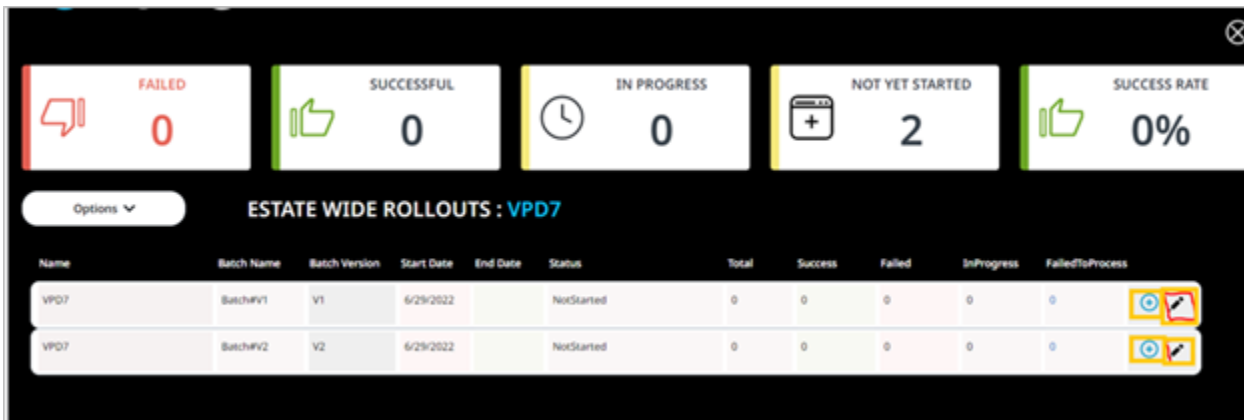 FAILED
0
SUCCESSFUL
0
IN PROGRESS
0
NOT YET STARTED
2
SUCCESS RATE
0%
Options
ESTATE WIDE ROLLOUTS : VPD7
Name Batch Name Batch Version Start Date End Date Status Total Success Failed InProgress FailedToProcess
VPD7 Batch#V1 V1 6/29/2022 NotStarted 0 0 0 0 0
VPD7 Batch#V2 V2 6/29/2022 NotStarted 0 0 0 0 0